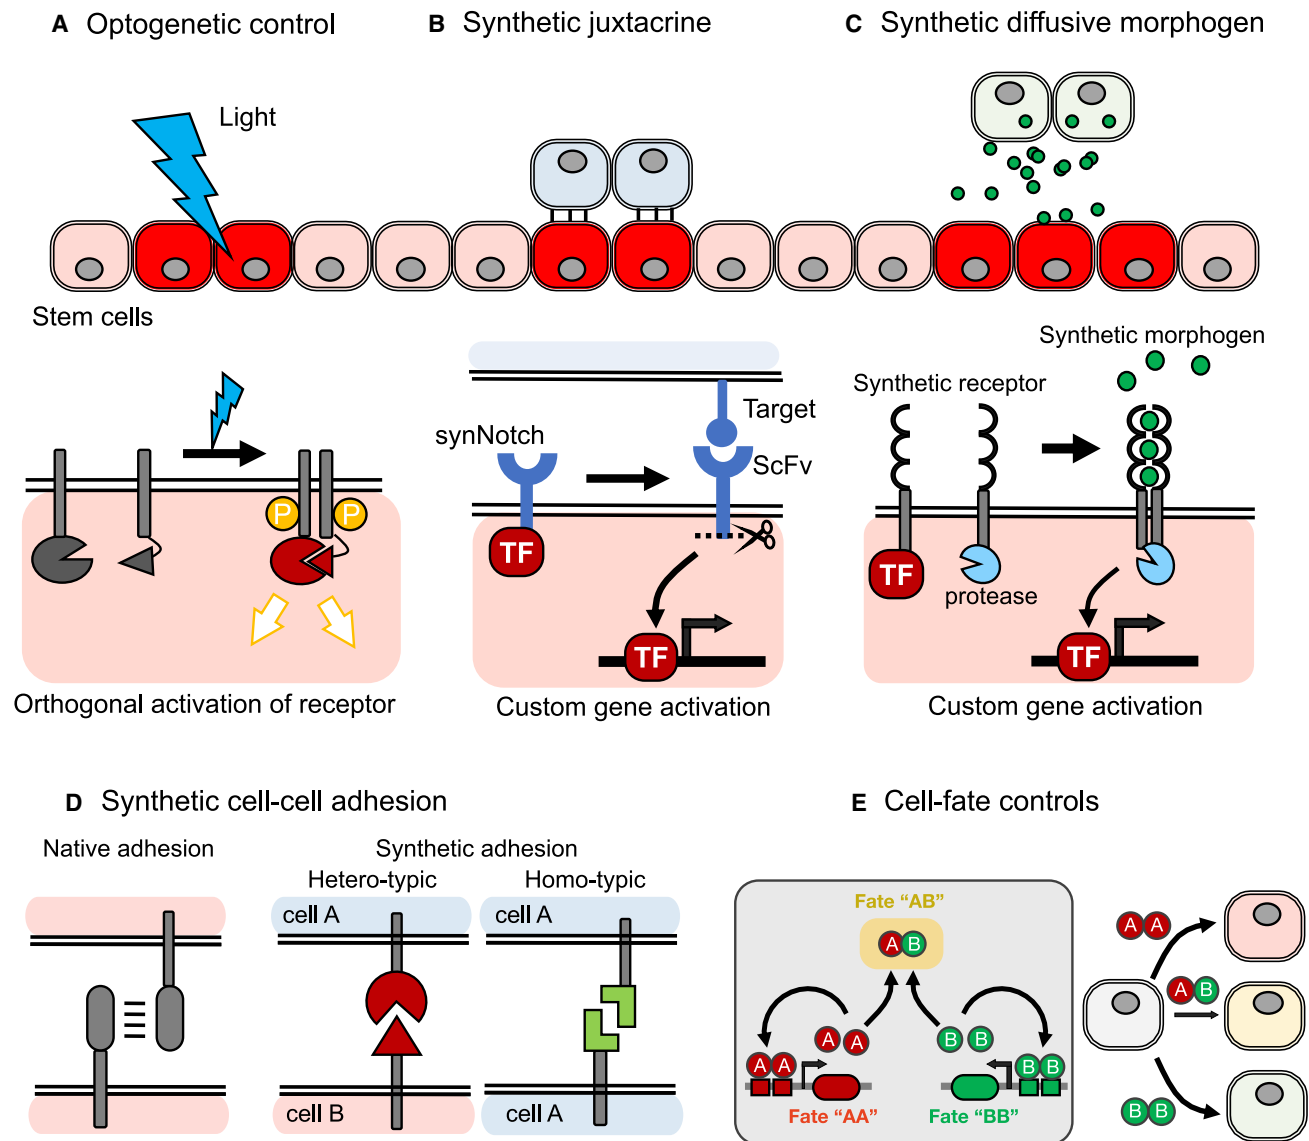 A Optogenetic control
B Synthetic juxtacrine
C Synthetic diffusive morphogen
Light
Stem cells
P
P
Orthogonal activation of receptor
synNotch
Target
ScFv
TF
TF
Custom gene activation
Synthetic morphogen
Synthetic receptor
TF
protease
TF
Custom gene activation
D Synthetic cell-cell adhesion
Native adhesion
Synthetic adhesion
Hetero-typic
Homo-typic
cell A
cell A
cell B
cell A
E Cell-fate controls
Fate “AB”
A B
A A
B B
A A
B B
Fate “AA”
Fate “BB”
A A
A B
B B